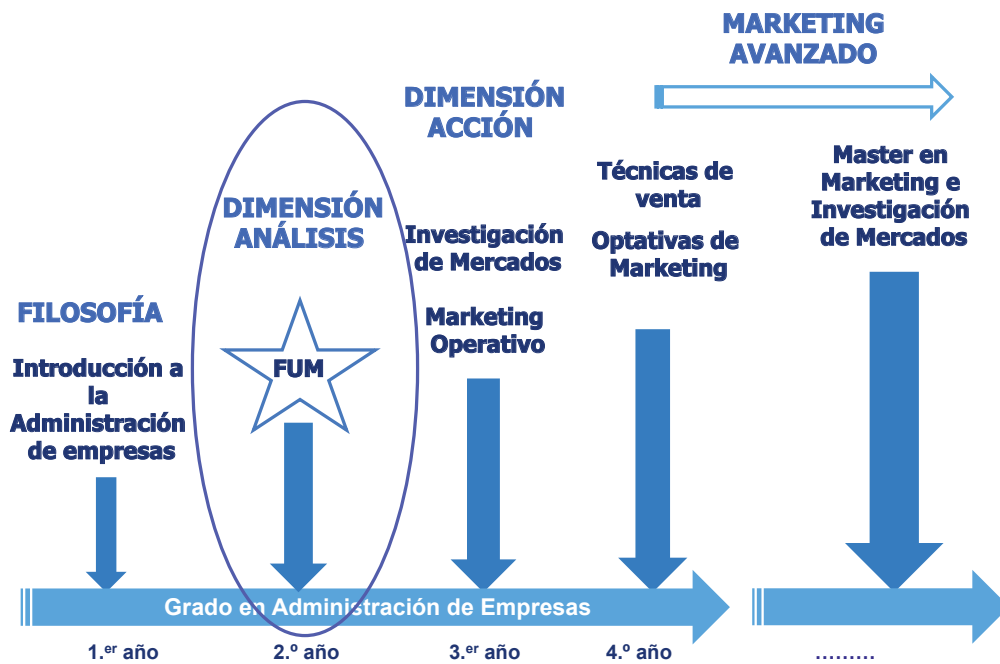 MARKETING
AVANZADO
DIMENSIÓN
ACCIÓN
Master en
Marketing e
Investigación
de Mercados
Técnicas de
venta
Optativas de
Marketing
DIMENSIÓN
ANÁLISIS
Investigación
de Mercados
Marketing
Operativo
FILOSOFÍA
Introducción a
la
Administración
de empresas
FUM
Grado en Administración de Empresas
1.er año
2.º año
3.er año
4.º año
.........